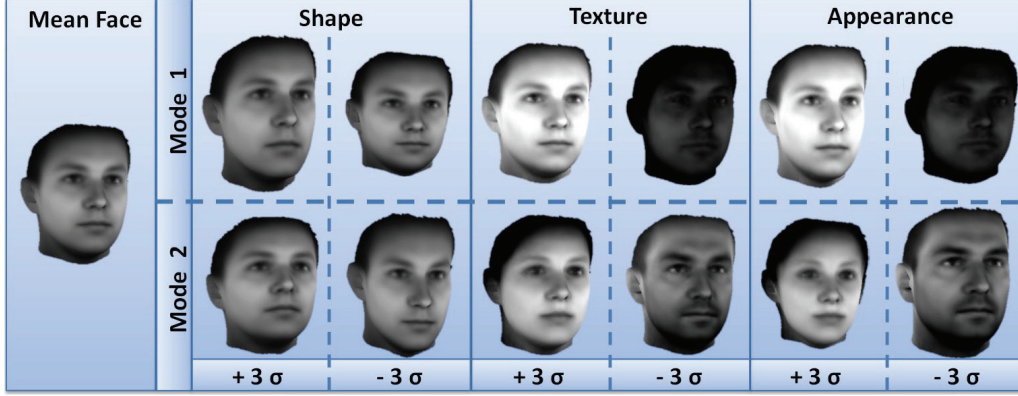 Mean Face
Shape
Texture
Appearance
Mode 1
Mode 2
+ 3 σ
- 3 σ
+ 3 σ
- 3 σ
+ 3 σ
- 3 σ